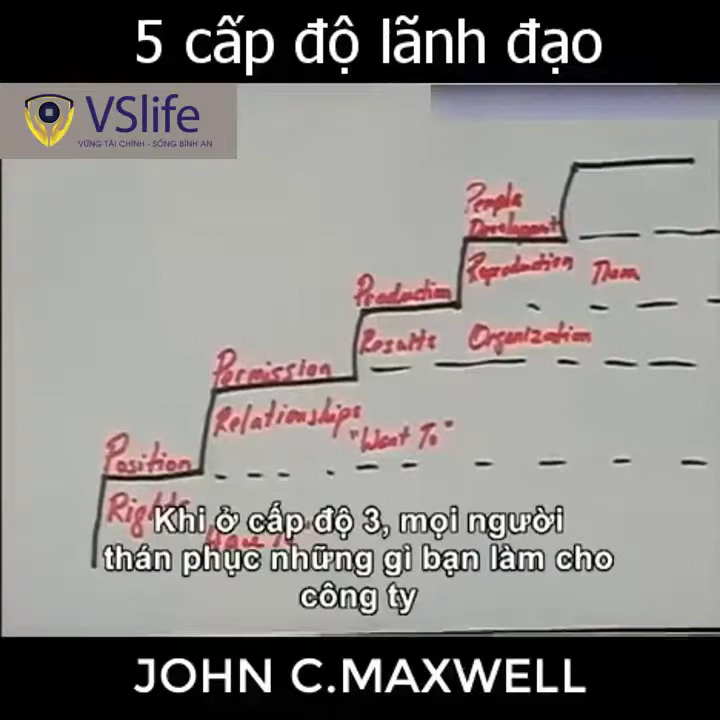 5 cấp độ lãnh đạo
VSlife
VỮNG TÀI CHÍNH - SỐNG BÌNH AN
People
Development
Reproduction Them
Production
Results Organization
Permission
Relationships
"Want To"
Position
Rights
Khi ở cấp độ 3, mọi người
thán phục những gì bạn làm cho
công ty
JOHN C.MAXWELL